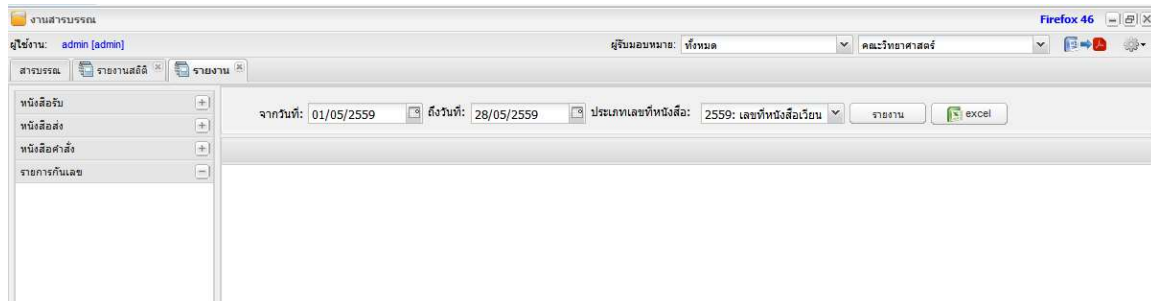 งานสารบรรณ Firefox 46
ผู้ใช้งาน: admin [admin] ผู้รับมอบหมาย: ทั้งหมด คณะวิทยาศาสตร์
สารบรรณ รายงานสถิติ รายงาน
หนังสือรับ
จากวันที่: 01/05/2559 ถึงวันที่: 28/05/2559 ประเภทเลขที่หนังสือ: 2559: เลขที่หนังสือเวียน รายงาน excel
หนังสือส่ง
หนังสือคำสั่ง
รายการกันเลข